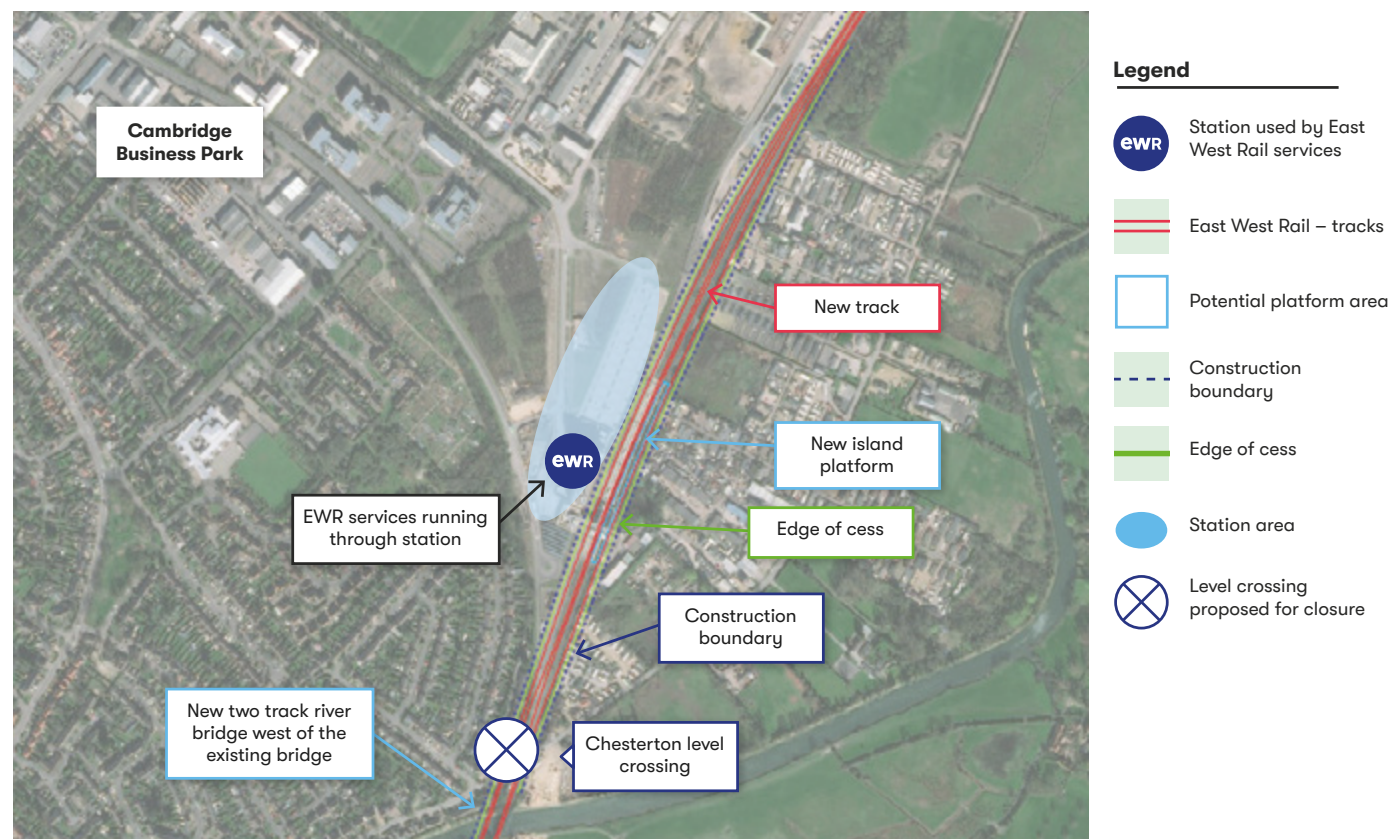 Cambridge
Business Park
New track
New island
platform
ewR
EWR services running
through station
Edge of cess
Construction
boundary
New two track river
bridge west of the
existing bridge
Chesterton level
crossing
Legend
ewR
Station used by East
West Rail services
East West Rail – tracks
Potential platform area
Construction
boundary
Edge of cess
Station area
Level crossing
proposed for closure